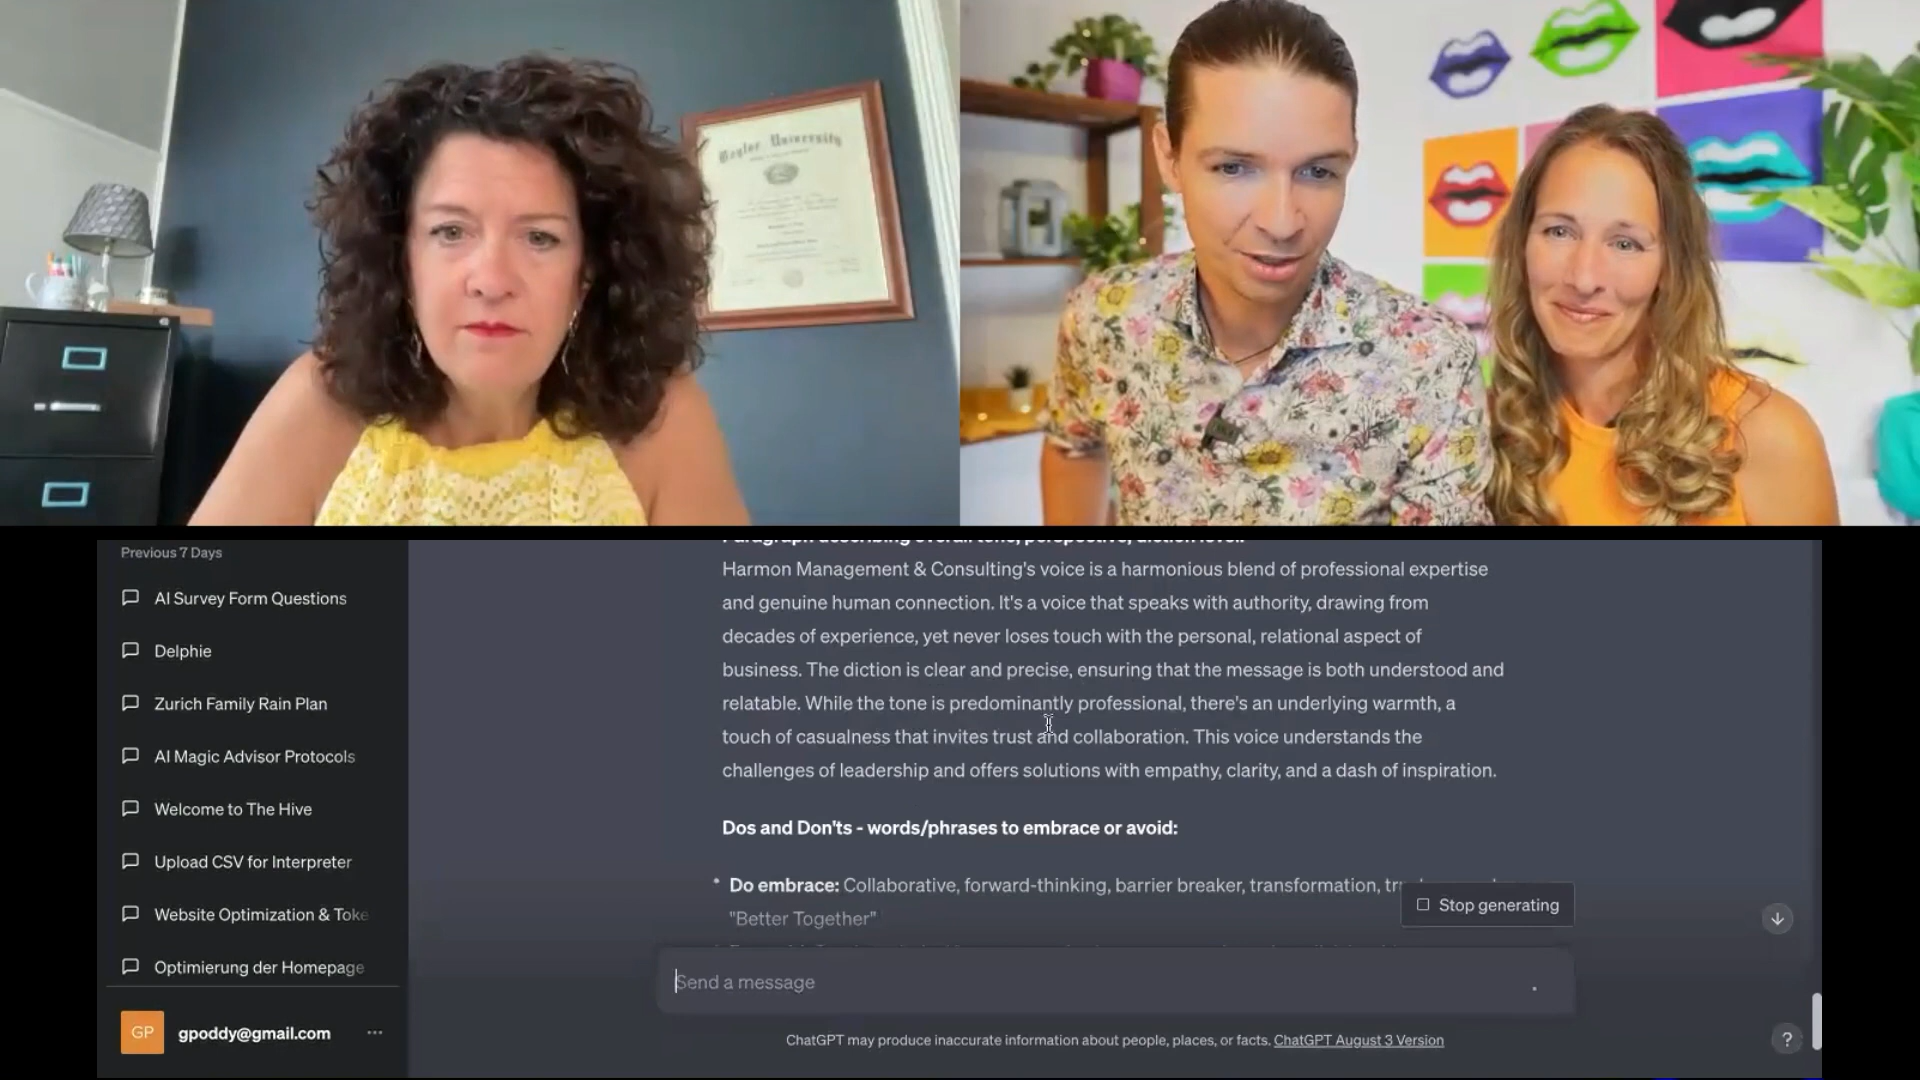 Taylor University
Previous 7 Days
AI Survey Form Questions
Delphie
Zurich Family Rain Plan
AI Magic Advisor Protocols
Welcome to The Hive
Upload CSV for Interpreter
Website Optimization & Toke
Optimierung der Homepage
GP
gpoddy@gmail.com
Paragraph describing overall tone, perspective, diction level:
Harmon Management & Consulting's voice is a harmonious blend of professional expertise
and genuine human connection. It's a voice that speaks with authority, drawing from
decades of experience, yet never loses touch with the personal, relational aspect of
business. The diction is clear and precise, ensuring that the message is both understood and
relatable. While the tone is predominantly professional, there's an underlying warmth, a
touch of casualness that invites trust and collaboration. This voice understands the
challenges of leadership and offers solutions with empathy, clarity, and a dash of inspiration.
Dos and Don'ts - words/phrases to embrace or avoid:
Do embrace: Collaborative, forward-thinking, barrier breaker, transformation,
"Better Together"
Stop generating
Send a message
ChatGPT may produce inaccurate information about people, places, or facts. ChatGPT August 3 Version
?